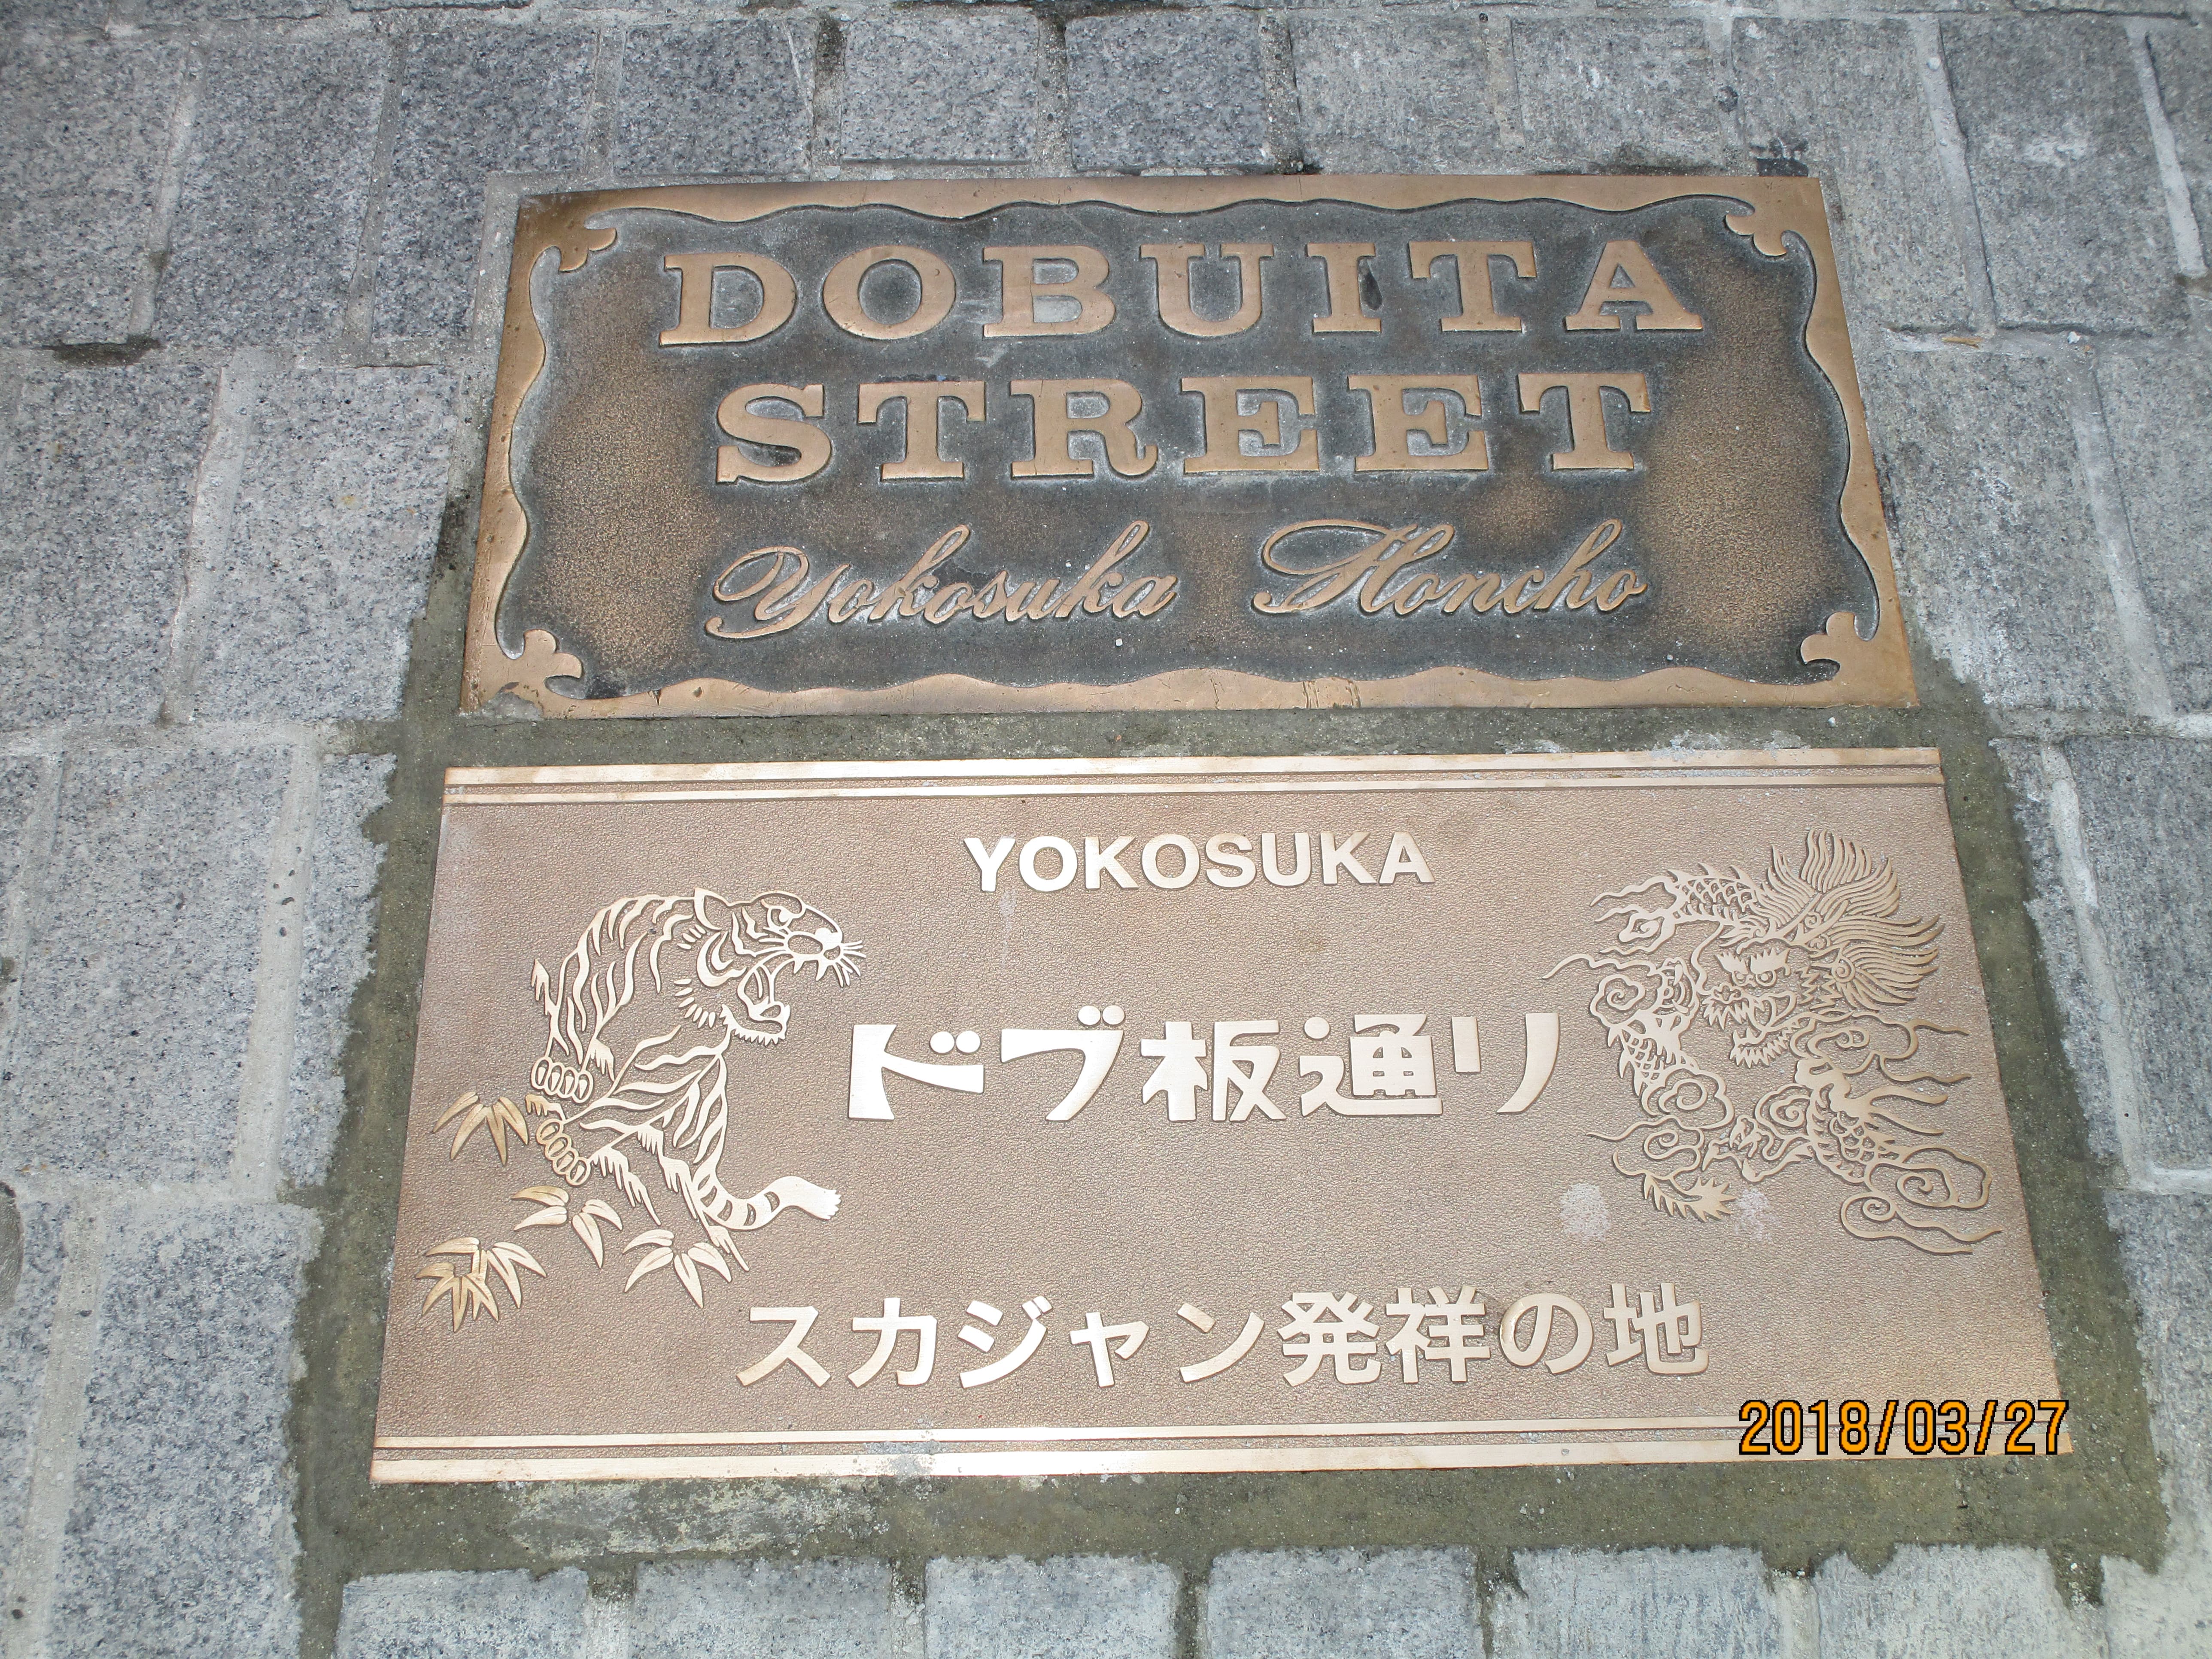 DOBUITA
STREET
Yokosuka Honcho
YOKOSUKA
ドブ板通り
スカジャン発祥の地
2018/03/27